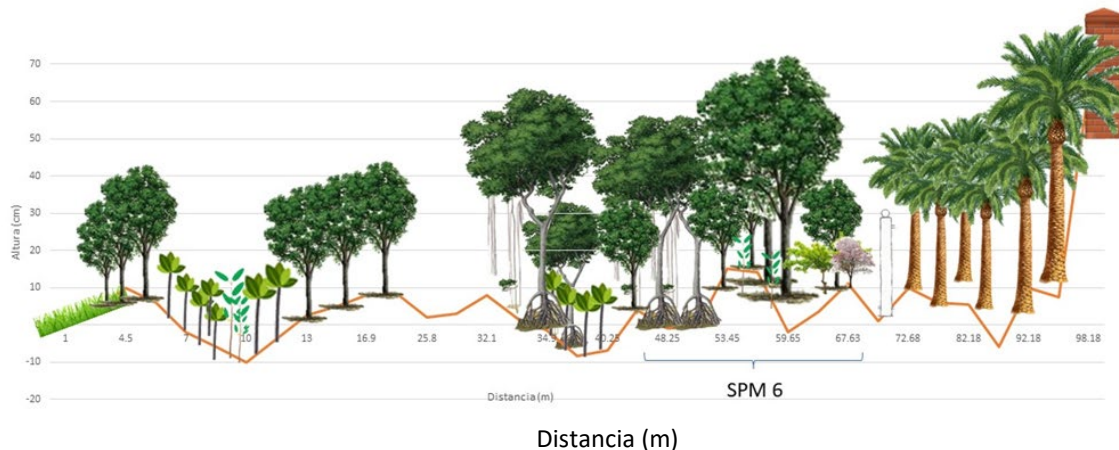 70
60
50
40
30
20
10
-10
-20
Altura (cm)
1 4.5 7 10 13 16.9 25.8 32.1 34.9 40.25 48.25 53.45 59.65 67.63 72.68 82.18 92.18 98.18
SPM 6
Distancia (m)
Distancia (m)